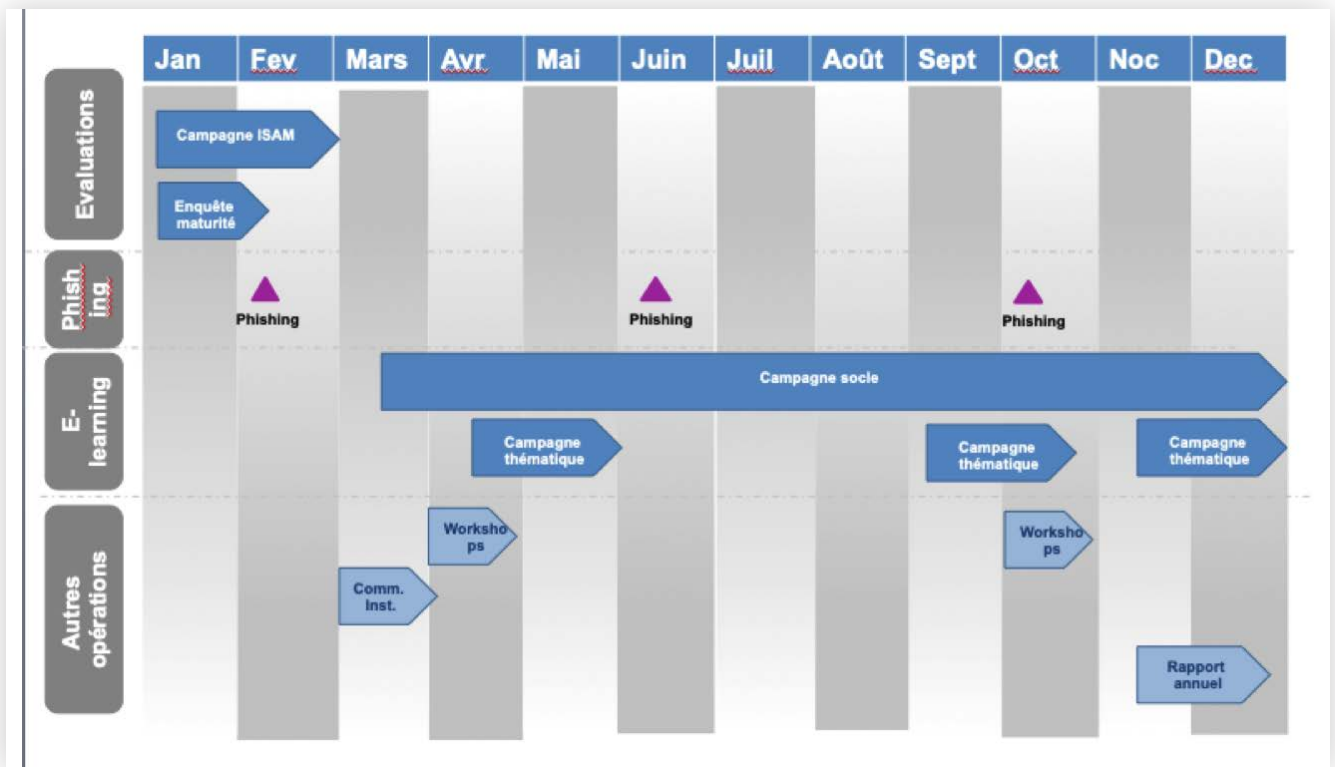 Jan Fev Mars Avr Mai Juin Juil Août Sept Oct Noc Dec
Evaluations
Campagne ISAM
Enquête
maturité
Phish
ing
Phishing
Phishing
Phishing
E-
learning
Campagne socle
Campagne
thématique
Campagne
thématique
Campagne
thématique
Autres
opérations
Worksho
ps
Worksho
ps
Comm.
Inst.
Rapport
annuel